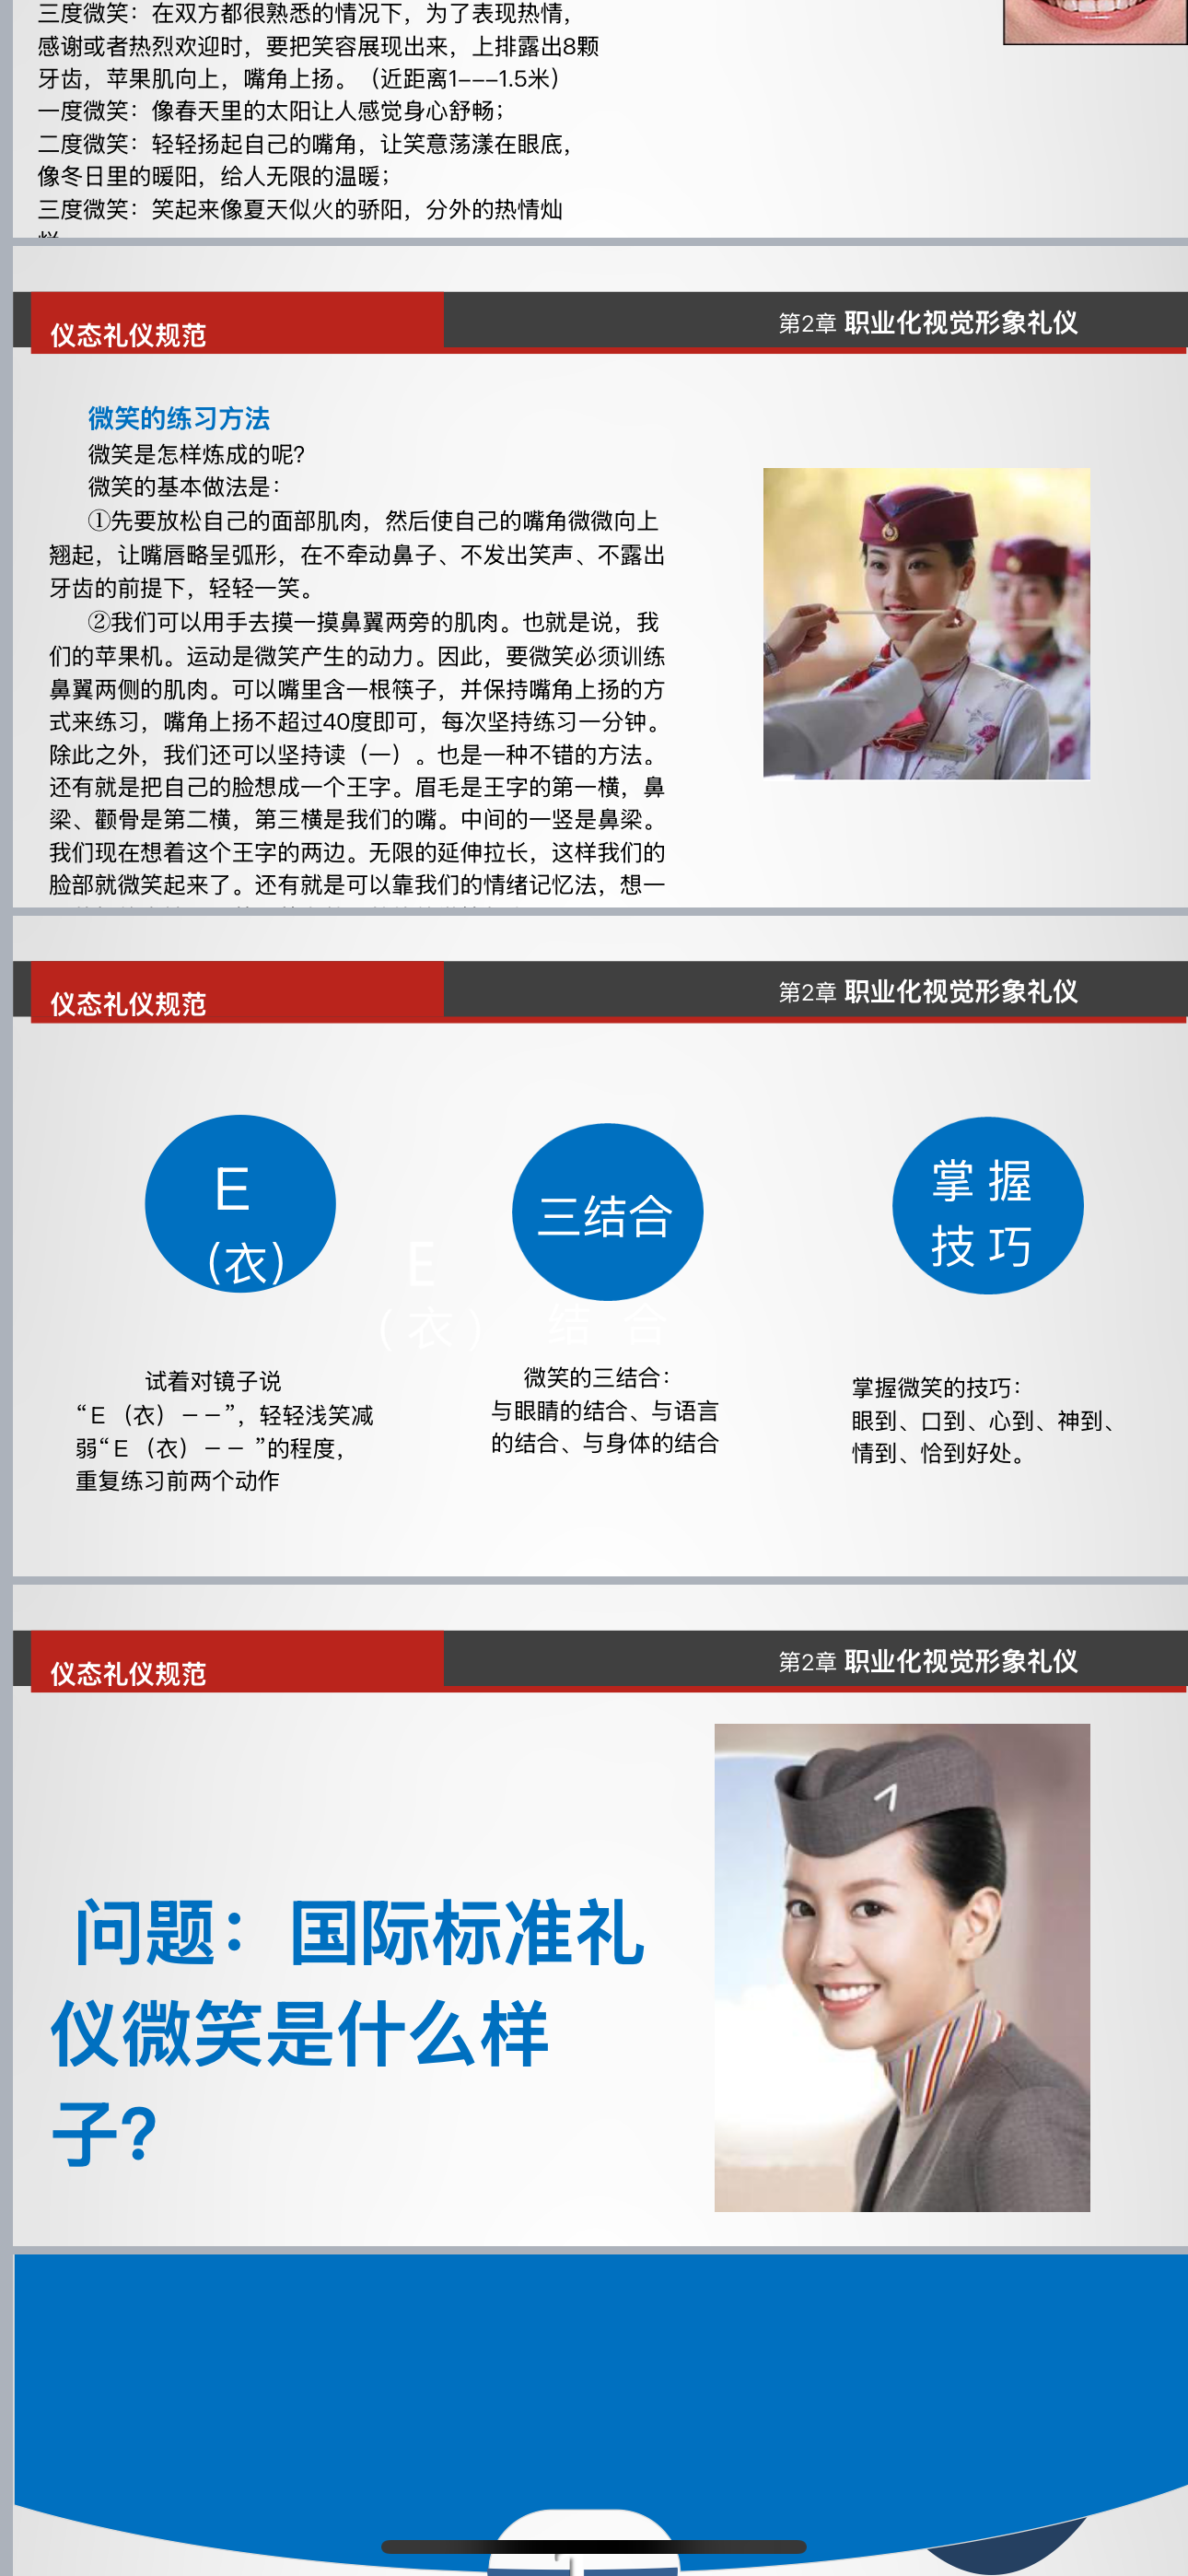 三度微笑：在双方都很熟悉的情况下，为了表现热情，
感谢或者热烈欢迎时，要把笑容展现出来，上排露出8颗
牙齿，苹果肌向上，嘴角上扬。（近距离1---1.5米）
一度微笑：像春天里的太阳让人感觉身心舒畅；
二度微笑：轻轻扬起自己的嘴角，让笑意荡漾在眼底，
像冬日里的暖阳，给人无限的温暖；
三度微笑：笑起来像夏天似火的骄阳，分外的热情灿
仪态礼仪规范
第2章 职业化视觉形象礼仪
微笑的练习方法
微笑是怎样炼成的呢？
微笑的基本做法是：
①先要放松自己的面部肌肉，然后使自己的嘴角微微向上
翘起，让嘴唇略呈弧形，在不牵动鼻子、不发出笑声、不露出
牙齿的前提下，轻轻一笑。
②我们可以用手去摸一摸鼻翼两旁的肌肉。也就是说，我
们的苹果机。运动是微笑产生的动力。因此，要微笑必须训练
鼻翼两侧的肌肉。可以嘴里含一根筷子，并保持嘴角上扬的方
式来练习，嘴角上扬不超过40度即可，每次坚持练习一分钟。
除此之外，我们还可以坚持读（一）。也是一种不错的方法。
还有就是把自己的脸想成一个王字。眉毛是王字的第一横，鼻
梁、颧骨是第二横，第三横是我们的嘴。中间的一竖是鼻梁。
我们现在想着这个王字的两边。无限的延伸拉长，这样我们的
脸部就微笑起来了。还有就是可以靠我们的情绪记忆法，想一
仪态礼仪规范
第2章 职业化视觉形象礼仪
E
（衣）
E
（衣）
三结合
结 合
掌 握
技 巧
试着对镜子说
“E （衣）－－”，轻轻浅笑减
弱“E （衣）－－ ”的程度，
重复练习前两个动作
微笑的三结合：
与眼睛的结合、与语言
的结合、与身体的结合
掌握微笑的技巧：
眼到、口到、心到、神到、
情到、恰到好处。
仪态礼仪规范
第2章 职业化视觉形象礼仪
问题：国际标准礼
仪微笑是什么样
子？